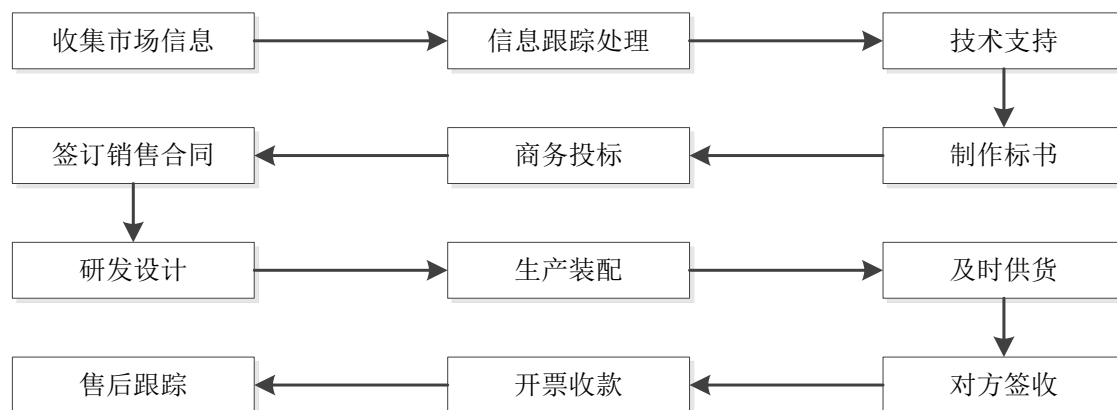 收集市场信息
信息跟踪处理
技术支持
签订销售合同
商务投标
制作标书
研发设计
生产装配
及时供货
售后跟踪
开票收款
对方签收